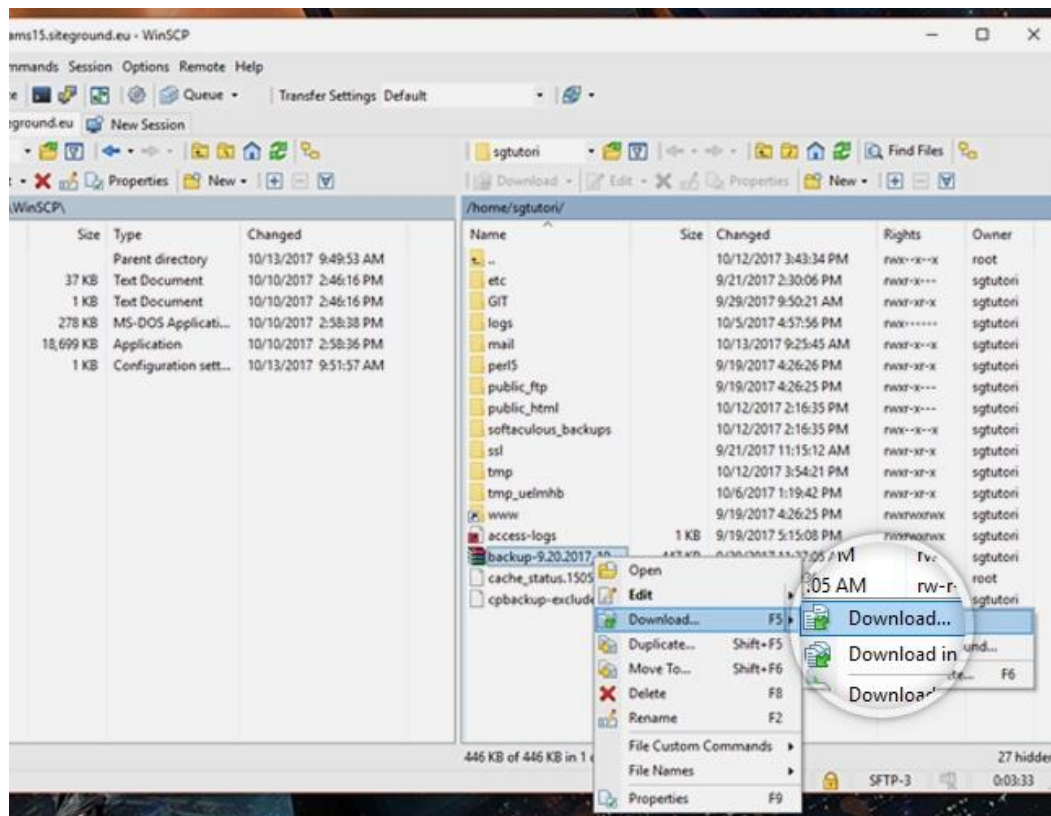 ams15.siteground.eu - WinSCP
mmands Session Options Remote Help
Queue Transfer Settings Default
eground.eu New Session
sgtutori Find Files
Properties New Download Edit Properties New
\WinSCP\ /home/sgtutori/
Size Type Changed Name Size Changed Rights Owner
Parent directory 10/13/2017 9:49:53 AM .. 10/12/2017 3:43:34 PM rwx--x--x root
37 KB Text Document 10/10/2017 2:46:16 PM etc 9/21/2017 2:30:06 PM rwxr-x--- sgtutori
1 KB Text Document 10/10/2017 2:46:16 PM GIT 9/29/2017 9:50:21 AM rwxr-xr-x sgtutori
278 KB MS-DOS Applicati... 10/10/2017 2:58:38 PM logs 10/5/2017 4:57:56 PM rwx------ sgtutori
18,699 KB Application 10/10/2017 2:58:36 PM mail 10/13/2017 9:25:45 AM rwxr-x--x sgtutori
1 KB Configuration sett... 10/13/2017 9:51:57 AM perl5 9/19/2017 4:26:26 PM rwxr-xr-x sgtutori
public_ftp 9/19/2017 4:26:25 PM rwxr-x--- sgtutori
public_html 10/12/2017 2:16:35 PM rwxr-x--- sgtutori
softaculous_backups 10/12/2017 2:16:35 PM rwx--x--x sgtutori
ssl 9/21/2017 11:15:12 AM rwxr-xr-x sgtutori
tmp 10/12/2017 3:54:21 PM rwxr-xr-x sgtutori
tmp_uelmhb 10/6/2017 1:19:42 PM rwxr-xr-x sgtutori
www 9/19/2017 4:26:25 PM rwxrwxrwx sgtutori
access-logs 1 KB 9/19/2017 5:15:08 PM rwxrwxrwx sgtutori
backup-9.20.2017_10
cache_status.1505 root
cpbackup-exclude sgtutori
Open
Edit
Download... F5
Duplicate... Shift+F5
Move To... Shift+F6
Delete F8
Rename F2
File Custom Commands
File Names
Properties F9
:05 AM rw-r-
Download...
Download in
und...
F6
446 KB of 446 KB in 1 27 hidde
SFTP-3 0:03:33